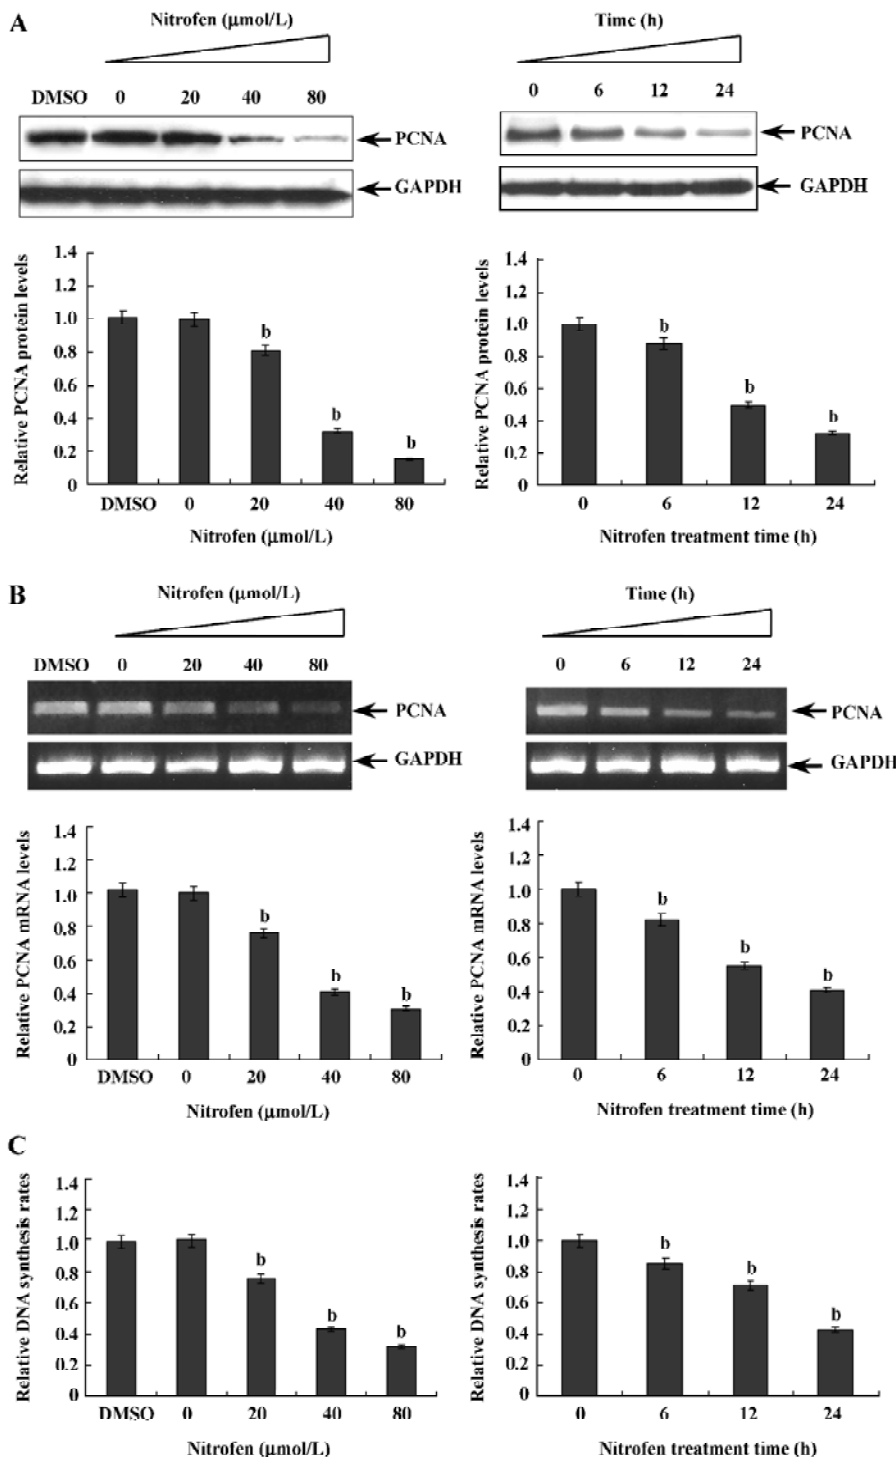 A
Nitrofen (μmol/L)
DMSO 0 20 40 80
PCNA
GAPDH
Time (h)
0 6 12 24
PCNA
GAPDH
Relative PCNA protein levels
1.4
1.2
1.0
0.8
0.6
0.4
0.2
0
b
b
b
DMSO 0 20 40 80
Nitrofen (μmol/L)
Relative PCNA protein levels
1.4
1.2
1.0
0.8
0.6
0.4
0.2
0
b
b
b
0 6 12 24
Nitrofen treatment time (h)
B
Nitrofen (μmol/L)
DMSO 0 20 40 80
PCNA
GAPDH
Time (h)
0 6 12 24
PCNA
GAPDH
Relative PCNA mRNA levels
1.4
1.2
1.0
0.8
0.6
0.4
0.2
0
b
b
b
DMSO 0 20 40 80
Nitrofen (μmol/L)
Relative PCNA mRNA levels
1.4
1.2
1.0
0.8
0.6
0.4
0.2
0
b
b
b
0 6 12 24
Nitrofen treatment time (h)
C
Relative DNA synthesis rates
1.4
1.2
1.0
0.8
0.6
0.4
0.2
0
b
b
b
DMSO 0 20 40 80
Nitrofen (μmol/L)
Relative DNA synthesis rates
1.4
1.2
1.0
0.8
0.6
0.4
0.2
0
b
b
b
0 6 12 24
Nitrofen treatment time (h)